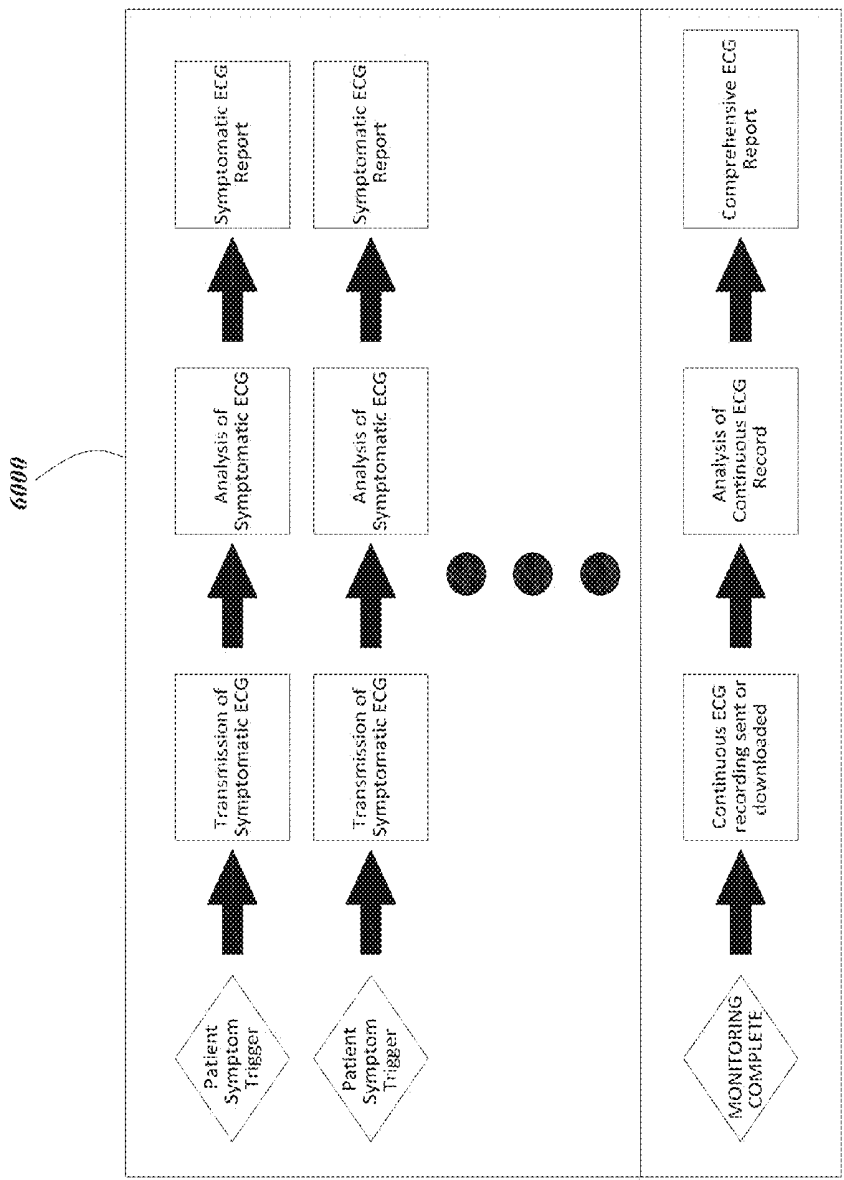 6000
Patient
Symptom
Trigger
Transmission of
Symptomatic ECG
Analysis of
Symptomatic ECG
Symptomatic ECG
Report
Patient
Symptom
Trigger
Transmission of
Symptomatic ECG
Analysis of
Symptomatic ECG
Symptomatic ECG
Report
MONITORING
COMPLETE
Continuous ECG
recording sent or
downloaded
Analysis of
Continuous ECG
Record
Comprehensive ECG
Report